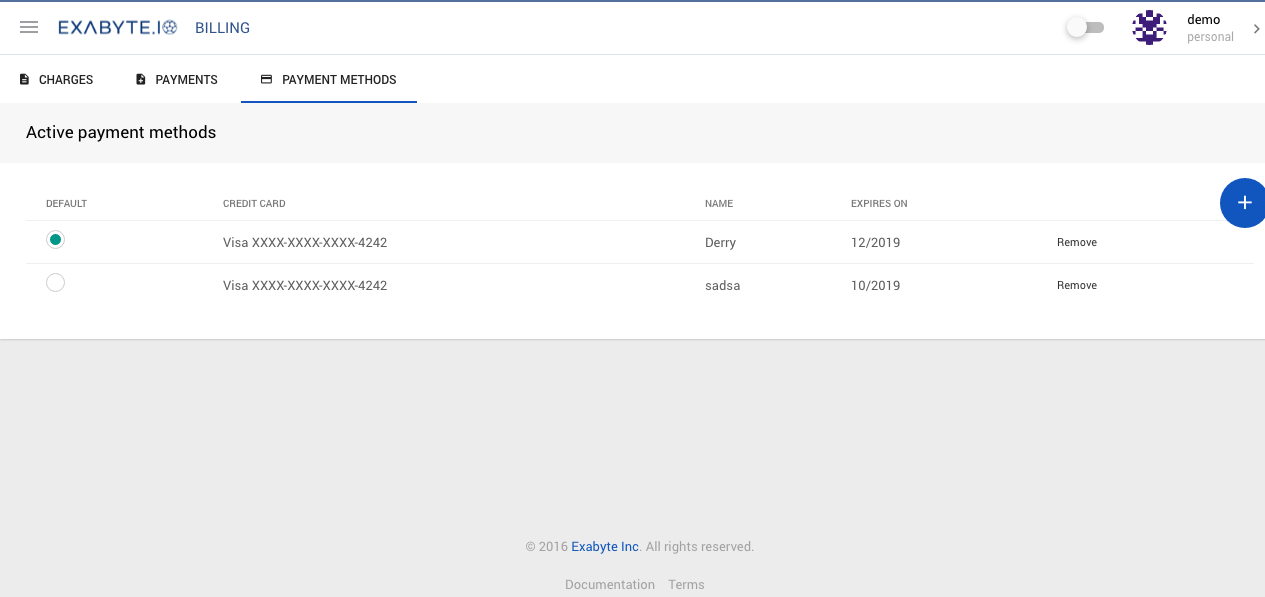 EXABYTE.IO BILLING demo
personal
CHARGES PAYMENTS PAYMENT METHODS
Active payment methods
DEFAULT CREDIT CARD NAME EXPIRES ON
Visa XXXX-XXXX-XXXX-4242 Derry 12/2019 Remove
Visa XXXX-XXXX-XXXX-4242 sadsa 10/2019 Remove
© 2016 Exabyte Inc. All rights reserved.
Documentation Terms